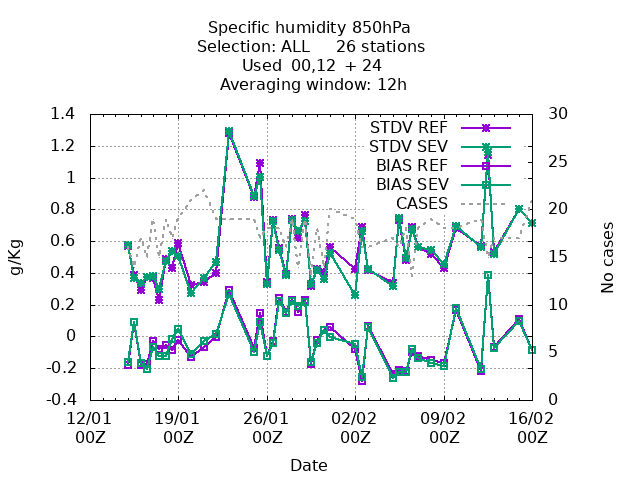 Specific humidity 850hPa
Selection: ALL 26 stations
Used 00,12 + 24
Averaging window: 12h
1.4
1.2
1
0.8
0.6
0.4
0.2
0
-0.2
-0.4
g/Kg
30
25
20
15
10
5
0
No cases
STDV REF
STDV SEV
BIAS REF
BIAS SEV
CASES
12/01 19/01 26/01 02/02 09/02 16/02
00Z 00Z 00Z 00Z 00Z 00Z
Date